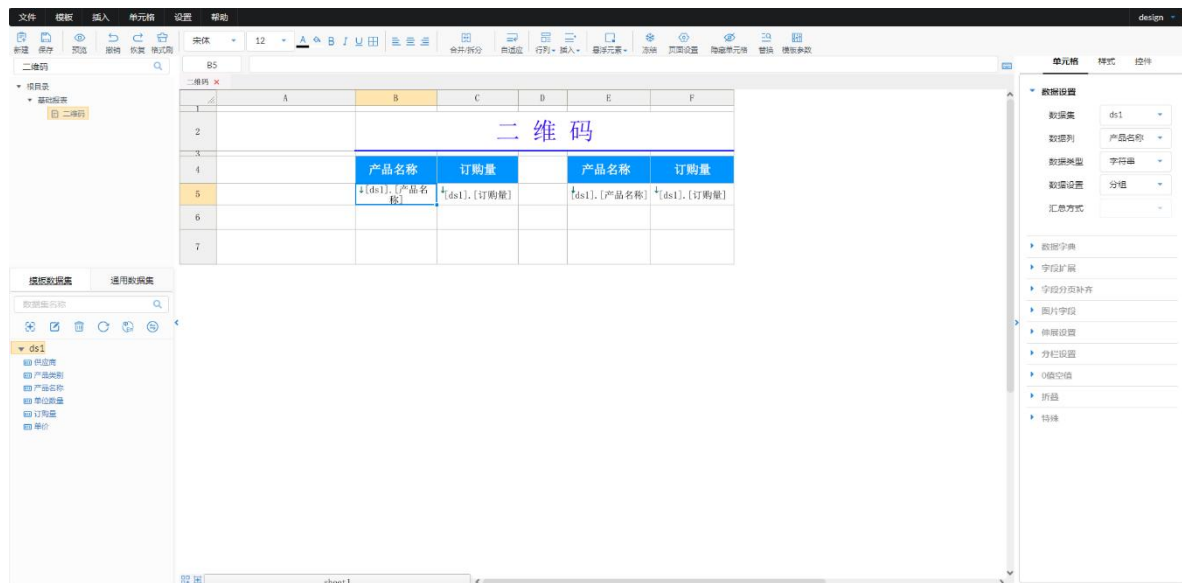 文件 模板 插入 单元格 设置 帮助 design
新建 保存 预览 撤销 恢复 格式刷 宋体 12 A B I U 合并/拆分 自适应 行列 插入 悬浮元素 冻结 页面设置 隐藏单元格 替换 模板参数
二维码 B5 单元格 样式 控件
二维码 ×
根目录
基础报表
二维码
A B C D E F
1
2 二 维 码
3
4 产品名称 订购量 产品名称 订购量
5 ↓[ds1].[产品名称] ↓[ds1].[订购量] ↓[ds1].[产品名称] ↓[ds1].[订购量]
6
7
数据设置
数据集 ds1
数据列 产品名称
数据类型 字符串
数据设置 分组
汇总方式
数据字典
字段扩展
字段分页补齐
图片字段
伸展设置
分栏设置
0值空值
折叠
特殊
模板数据集 通用数据集
数据集名称
ds1
供应商
产品类别
产品名称
单位数量
订购量
单价
sheet1